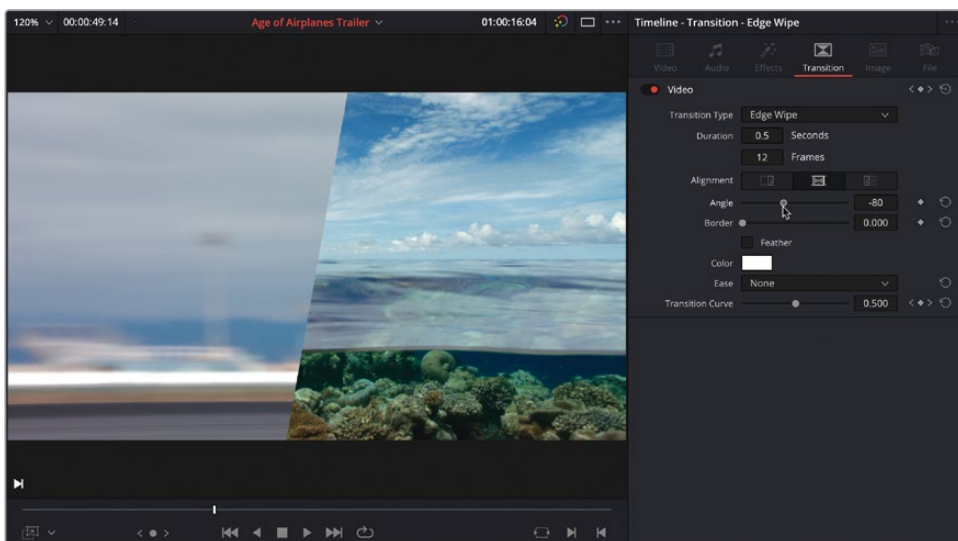 120% 00:00:49:14 Age of Airplanes Trailer 01:00:16:04 Timeline - Transition - Edge Wipe
Video Audio Effects Transition Image File
Video
Transition Type Edge Wipe
Duration 0.5 Seconds
12 Frames
Alignment
Angle -80
Border 0.000
Feather
Color
Ease None
Transition Curve 0.500